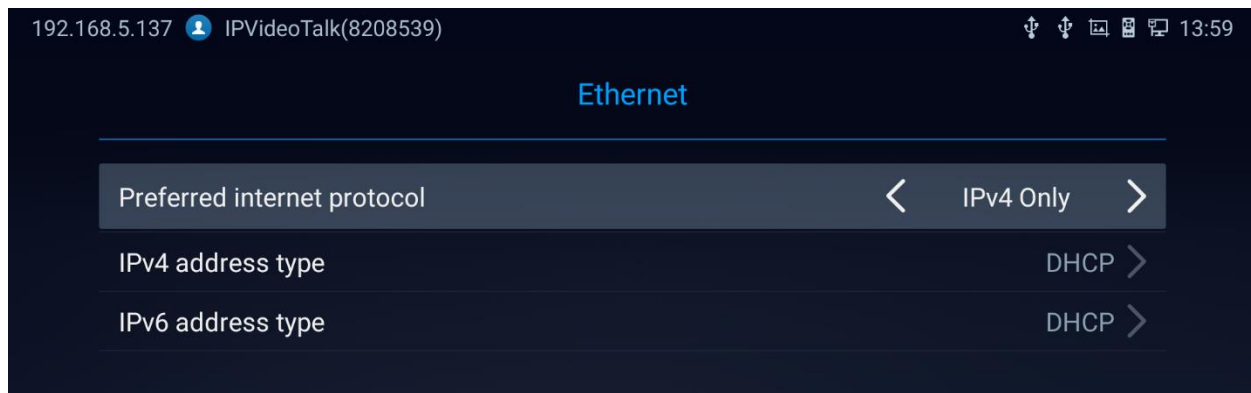 192.168.5.137 IPVideoTalk(8208539) 13:59
Ethernet
Preferred internet protocol IPv4 Only
IPv4 address type DHCP
IPv6 address type DHCP